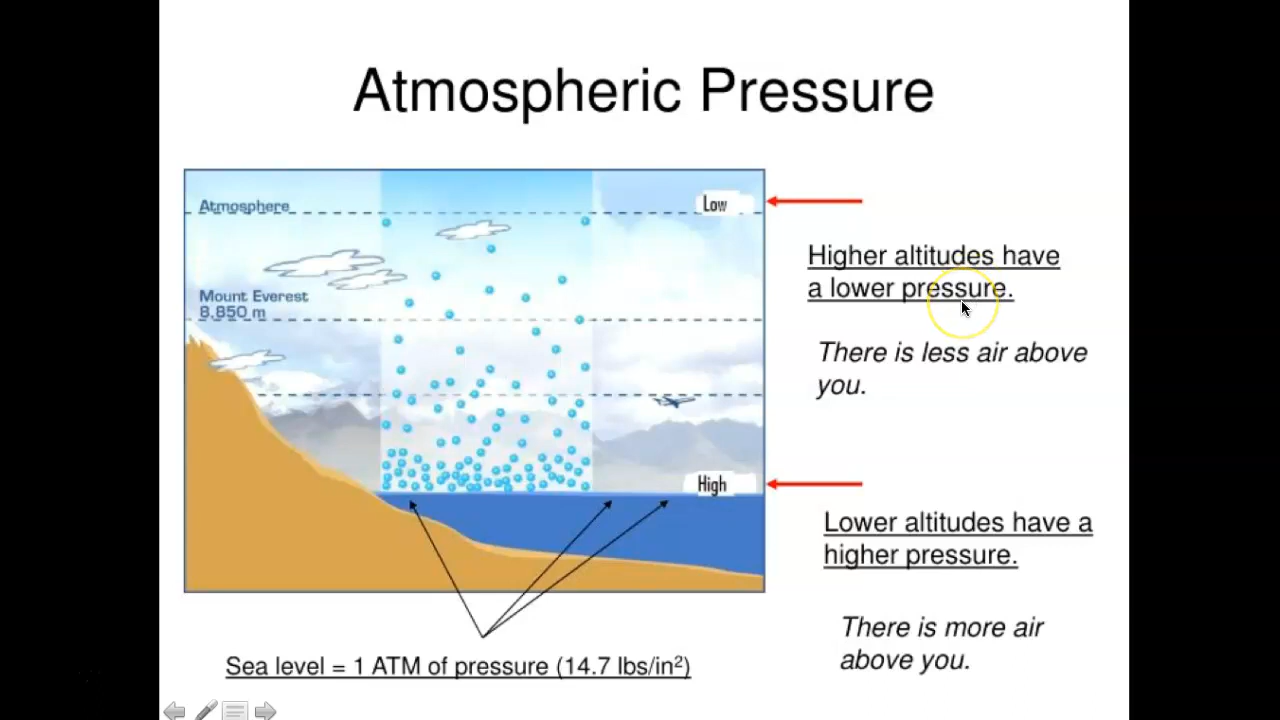 Atmospheric Pressure
Atmosphere
Low
Higher altitudes have
a lower pressure.
Mount Everest
8,850 m
There is less air above
you.
High
Lower altitudes have a
higher pressure.
There is more air
above you.
Sea level = 1 ATM of pressure (14.7 lbs/in²)